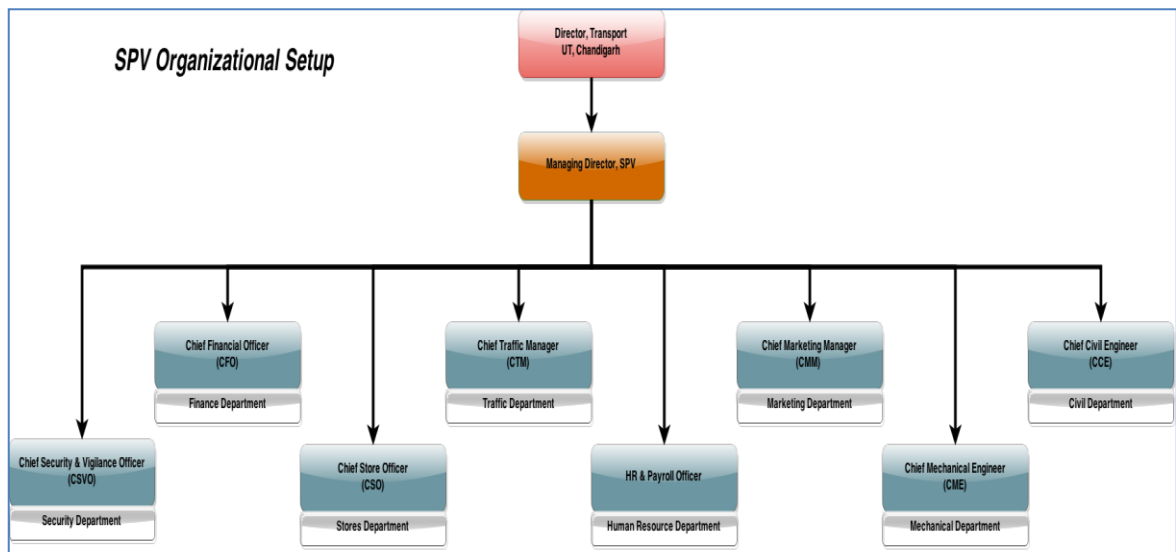 SPV Organizational Setup
Director, Transport
UT, Chandigarh
Managing Director, SPV
Chief Financial Officer
(CFO)
Finance Department
Chief Traffic Manager
(CTM)
Traffic Department
Chief Marketing Manager
(CMM)
Marketing Department
Chief Civil Engineer
(CCE)
Civil Department
Chief Security & Vigilance Officer
(CSVO)
Security Department
Chief Store Officer
(CSO)
Stores Department
HR & Payroll Officer
Human Resource Department
Chief Mechanical Engineer
(CME)
Mechanical Department